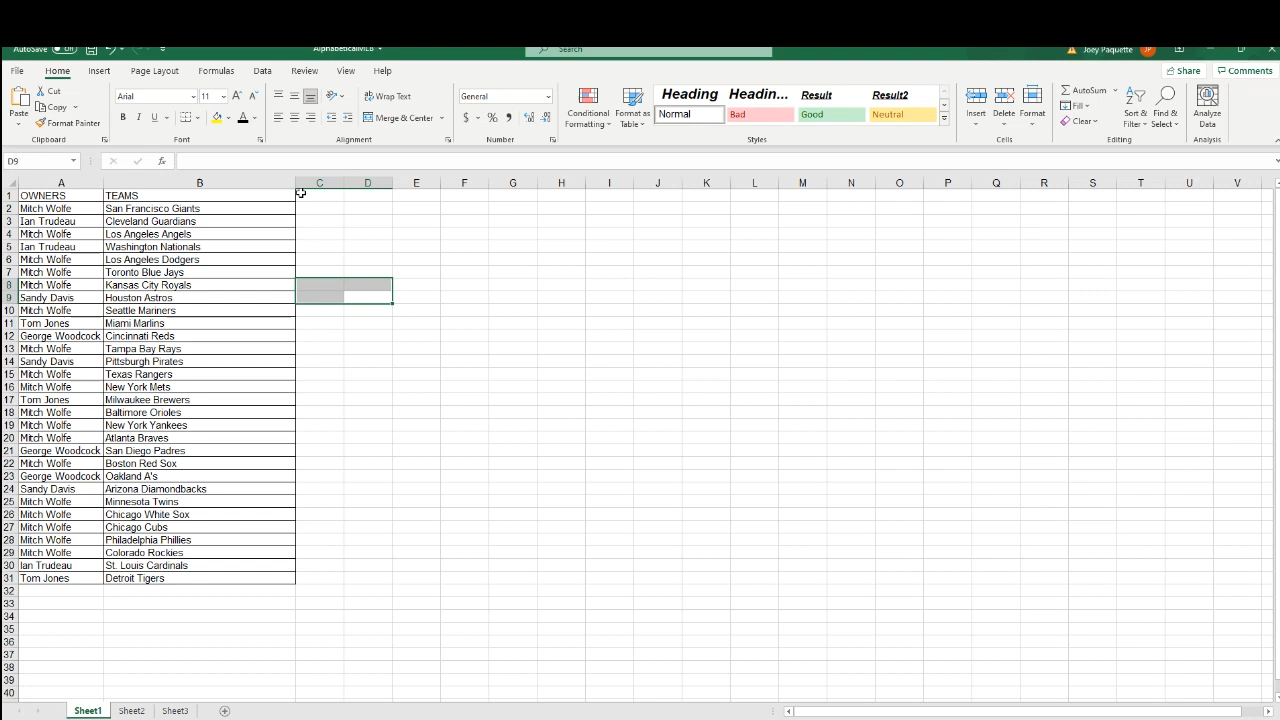 AutoSave Off AlphabeticalMLB Search Joey Paquette JP
File Home Insert Page Layout Formulas Data Review View Help Share Comments
Paste Cut Copy Format Painter Clipboard
Arial 11 B I U A Font
Wrap Text Merge & Center Alignment
General $ % Number
Conditional Formatting Format as Table
Heading Headin... Result Result2
Normal Bad Good Neutral Styles
Insert Delete Format Cells
AutoSum Fill Clear Sort & Filter Find & Select Editing
Analyze Data Analysis
D9 fx
A B C D E F G H I J K L M N O P Q R S T U V
1 OWNERS TEAMS
2 Mitch Wolfe San Francisco Giants
3 Ian Trudeau Cleveland Guardians
4 Mitch Wolfe Los Angeles Angels
5 Ian Trudeau Washington Nationals
6 Mitch Wolfe Los Angeles Dodgers
7 Mitch Wolfe Toronto Blue Jays
8 Mitch Wolfe Kansas City Royals
9 Sandy Davis Houston Astros
10 Mitch Wolfe Seattle Mariners
11 Tom Jones Miami Marlins
12 George Woodcock Cincinnati Reds
13 Mitch Wolfe Tampa Bay Rays
14 Sandy Davis Pittsburgh Pirates
15 Mitch Wolfe Texas Rangers
16 Mitch Wolfe New York Mets
17 Tom Jones Milwaukee Brewers
18 Mitch Wolfe Baltimore Orioles
19 Mitch Wolfe New York Yankees
20 Mitch Wolfe Atlanta Braves
21 George Woodcock San Diego Padres
22 Mitch Wolfe Boston Red Sox
23 George Woodcock Oakland A's
24 Sandy Davis Arizona Diamondbacks
25 Mitch Wolfe Minnesota Twins
26 Mitch Wolfe Chicago White Sox
27 Mitch Wolfe Chicago Cubs
28 Mitch Wolfe Philadelphia Phillies
29 Mitch Wolfe Colorado Rockies
30 Ian Trudeau St. Louis Cardinals
31 Tom Jones Detroit Tigers
32
33
34
35
36
37
38
39
40
Sheet1 Sheet2 Sheet3